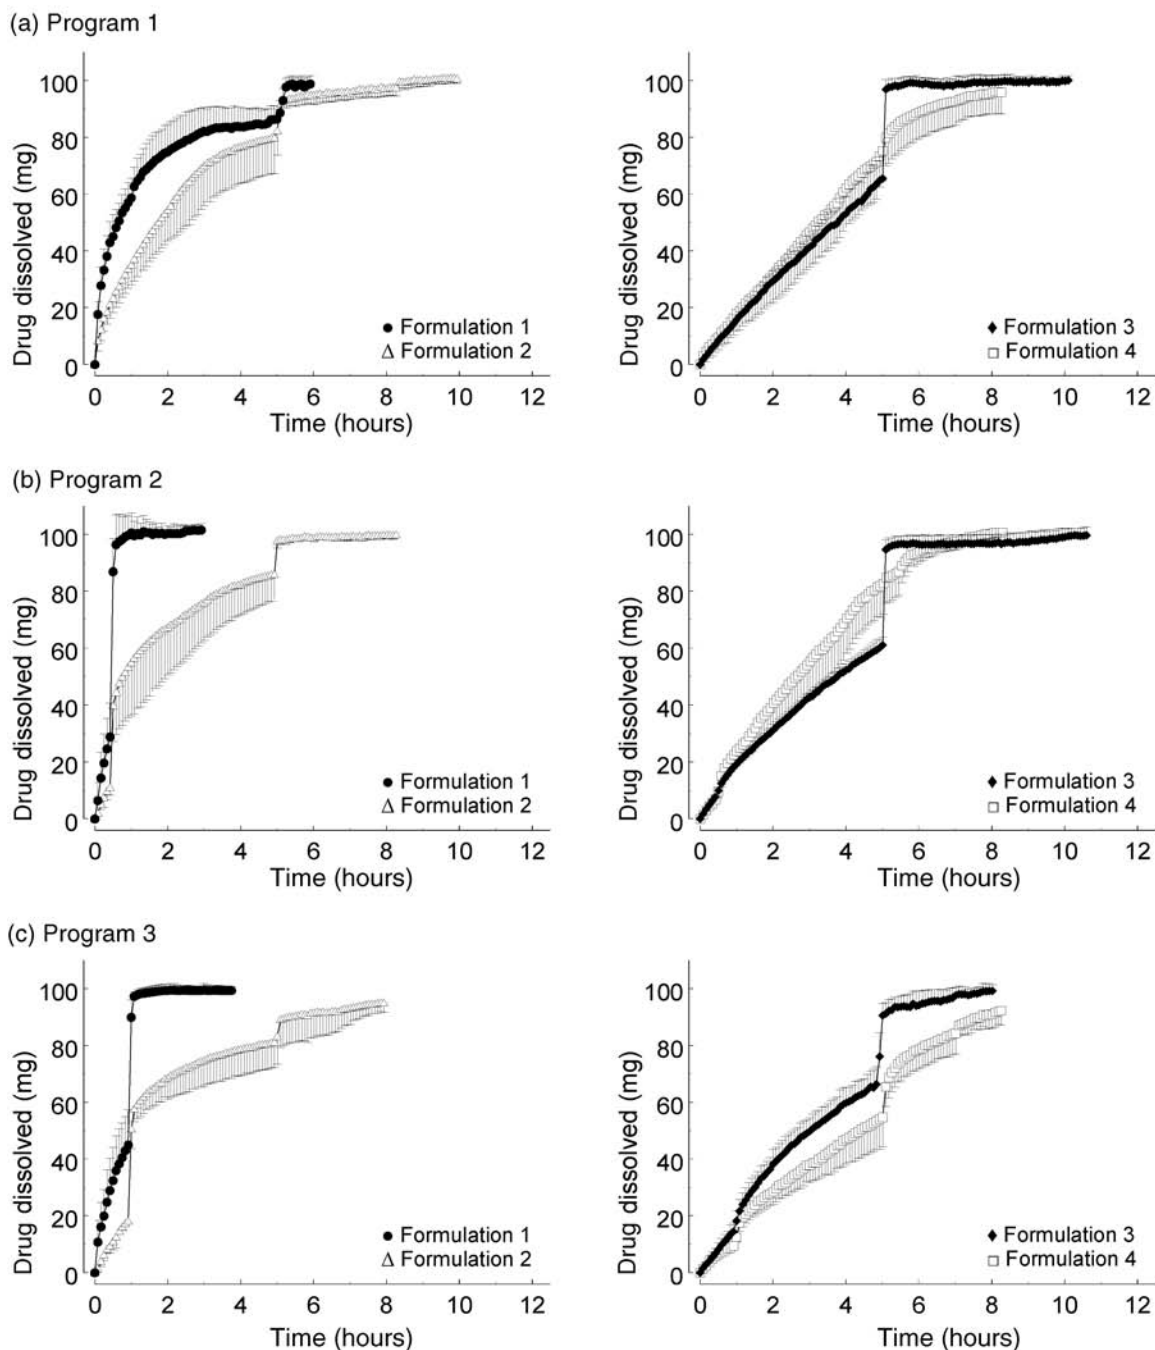 (a) Program 1
Drug dissolved (mg)
100
80
60
40
20
0
● Formulation 1
△ Formulation 2
0 2 4 6 8 10 12
Time (hours)
Drug dissolved (mg)
100
80
60
40
20
0
◆ Formulation 3
□ Formulation 4
0 2 4 6 8 10 12
Time (hours)
(b) Program 2
Drug dissolved (mg)
100
80
60
40
20
0
● Formulation 1
△ Formulation 2
0 2 4 6 8 10 12
Time (hours)
Drug dissolved (mg)
100
80
60
40
20
0
◆ Formulation 3
□ Formulation 4
0 2 4 6 8 10 12
Time (hours)
(c) Program 3
Drug dissolved (mg)
100
80
60
40
20
0
● Formulation 1
△ Formulation 2
0 2 4 6 8 10 12
Time (hours)
Drug dissolved (mg)
100
80
60
40
20
0
◆ Formulation 3
□ Formulation 4
0 2 4 6 8 10 12
Time (hours)